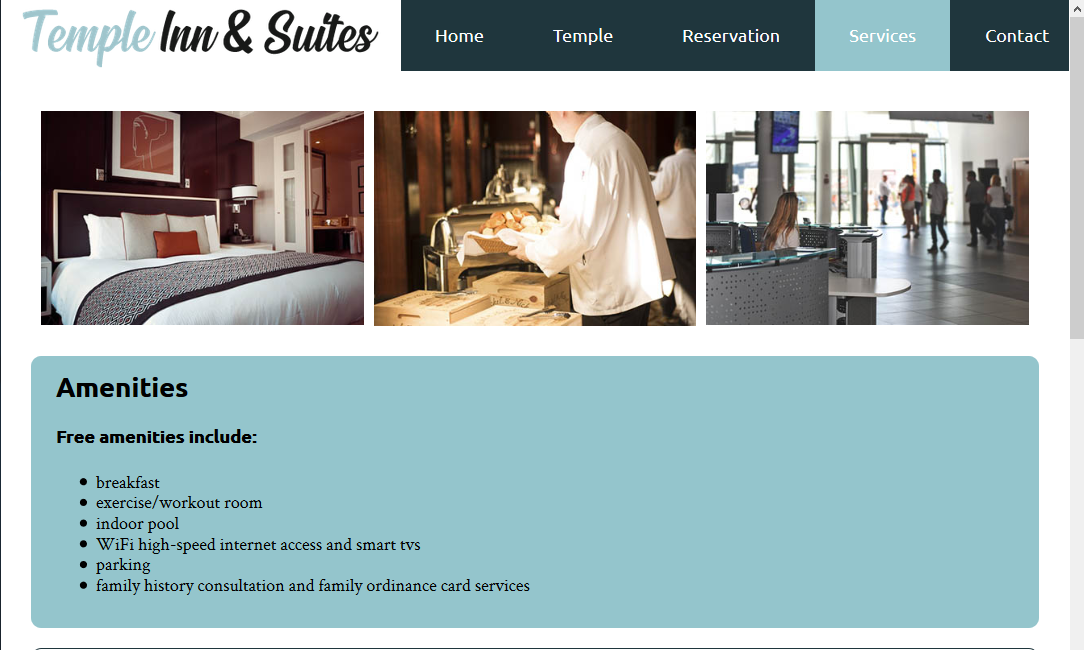 Temple Inn & Suites
Home Temple Reservation Services Contact
Amenities
Free amenities include:
breakfast
exercise/workout room
indoor pool
WiFi high-speed internet access and smart tvs
parking
family history consultation and family ordinance card services